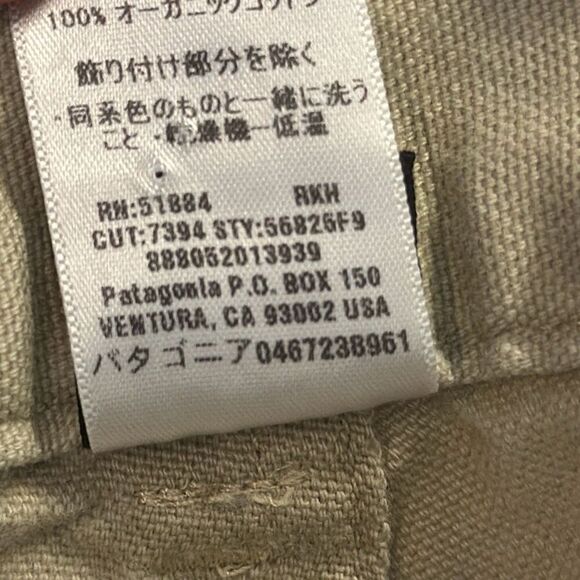 100% オーガニックコットン
飾り付け部分を除く
・同系色のものと一緒に洗う
こと ・乾燥機ー低温
RN:51884 RKH
CUT:7394 STY:56826F9
888052013939
Patagonia P.O. BOX 150
VENTURA, CA 93002 USA
パタゴニア0467238961